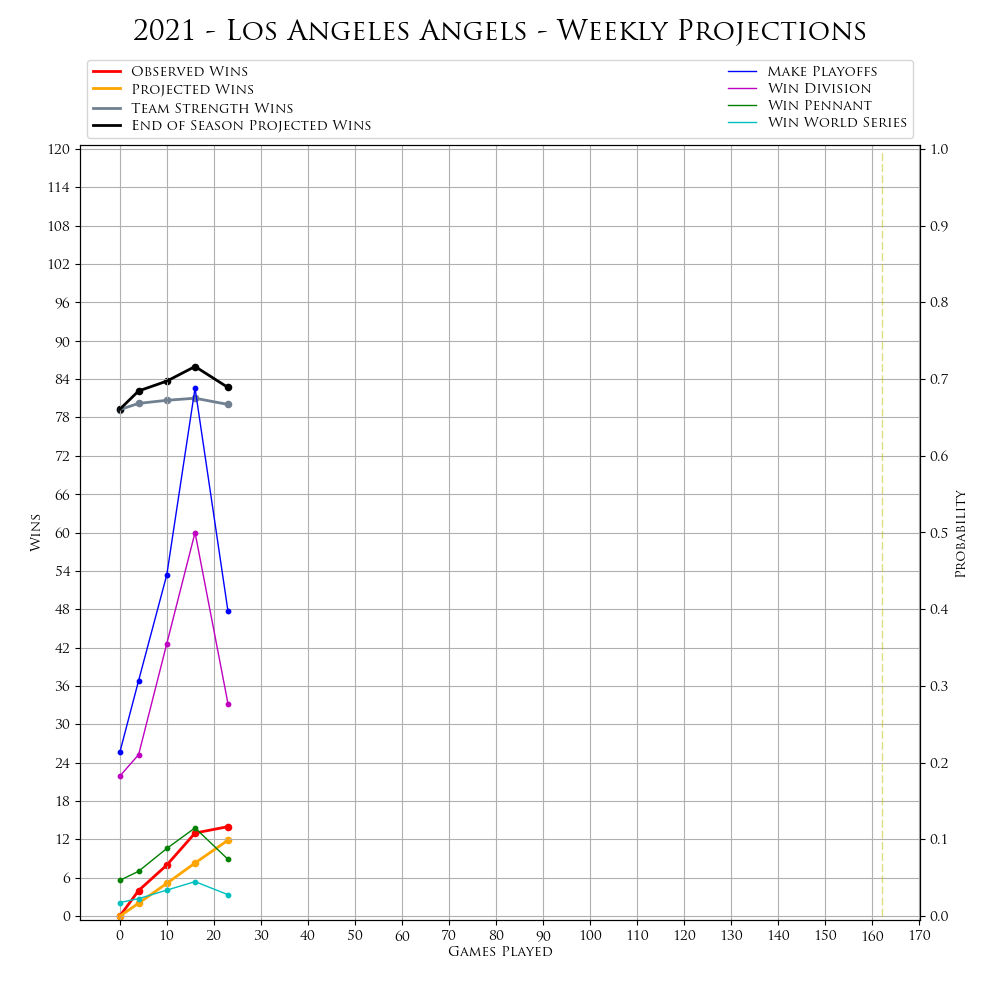 2021 - Los Angeles Angels - Weekly Projections
Observed Wins
Projected Wins
Team Strength Wins
End of Season Projected Wins
Make Playoffs
Win Division
Win Pennant
Win World Series
120
114
108
102
96
90
84
78
72
66
60
54
48
42
36
30
24
18
12
6
0
Wins
1.0
0.9
0.8
0.7
0.6
0.5
0.4
0.3
0.2
0.1
0.0
Probability
0 10 20 30 40 50 60 70 80 90 100 110 120 130 140 150 160 170
Games Played